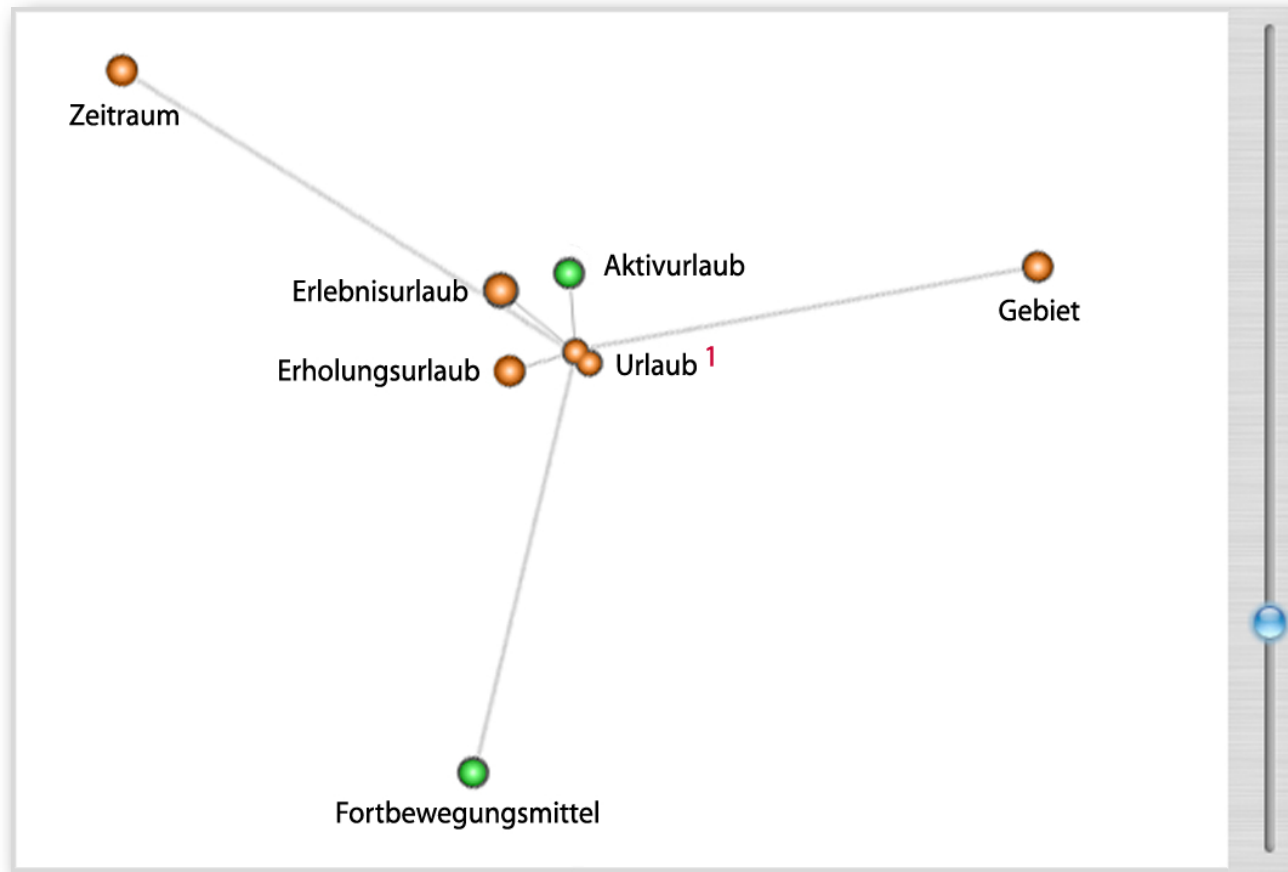 Zeitraum
Aktivurlaub
Erlebnisurlaub
Gebiet
Urlaub 1
Erholungsurlaub
Fortbewegungsmittel